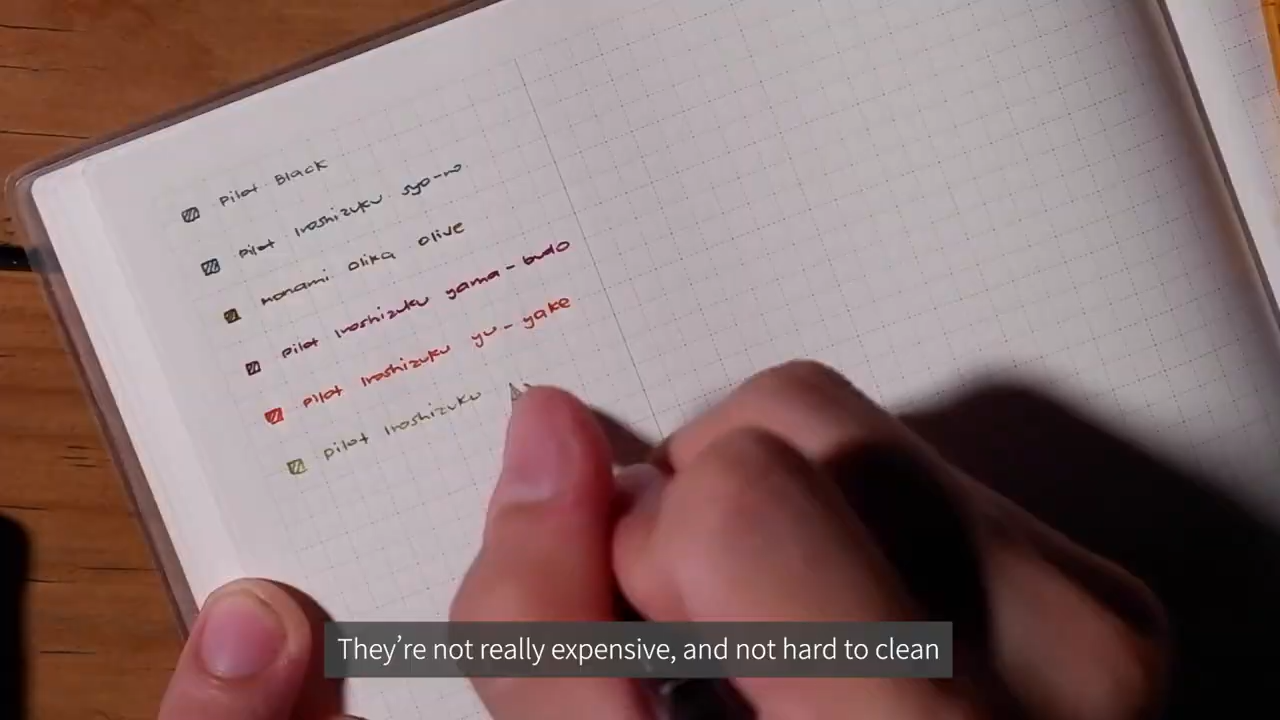 Pilot Black
Pilot Iroshizuku syo-ro
monami olika olive
Pilot Iroshizuku yama-budo
Pilot Iroshizuku yu-yake
Pilot Iroshizuku
They're not really expensive, and not hard to clean